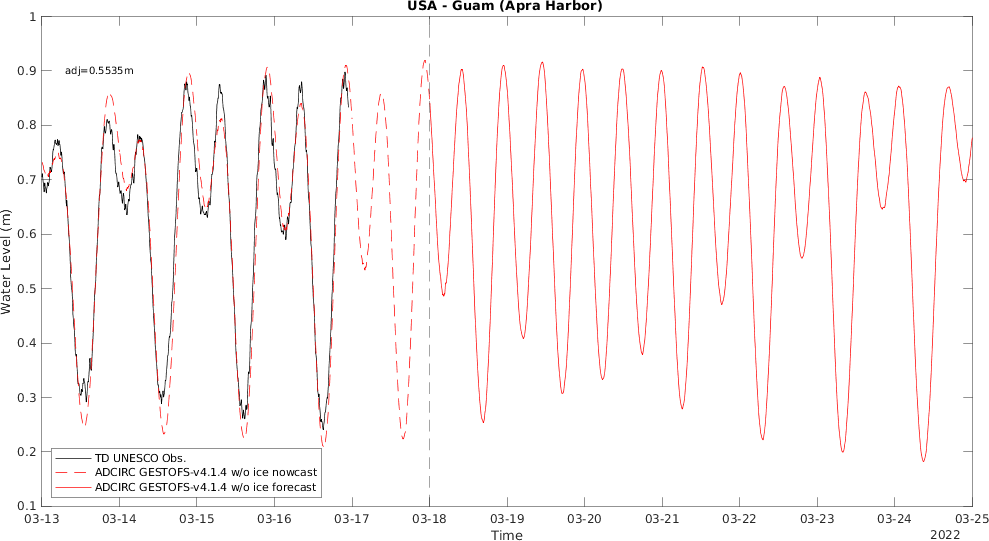 USA - Guam (Apra Harbor)
1
0.9
0.8
0.7
0.6
0.5
0.4
0.3
0.2
0.1
Water Level (m)
adj=0.5535m
TD UNESCO Obs.
ADCIRC GESTOFS-v4.1.4 w/o ice nowcast
ADCIRC GESTOFS-v4.1.4 w/o ice forecast
03-13 03-14 03-15 03-16 03-17 03-18 03-19 03-20 03-21 03-22 03-23 03-24 03-25
Time
2022